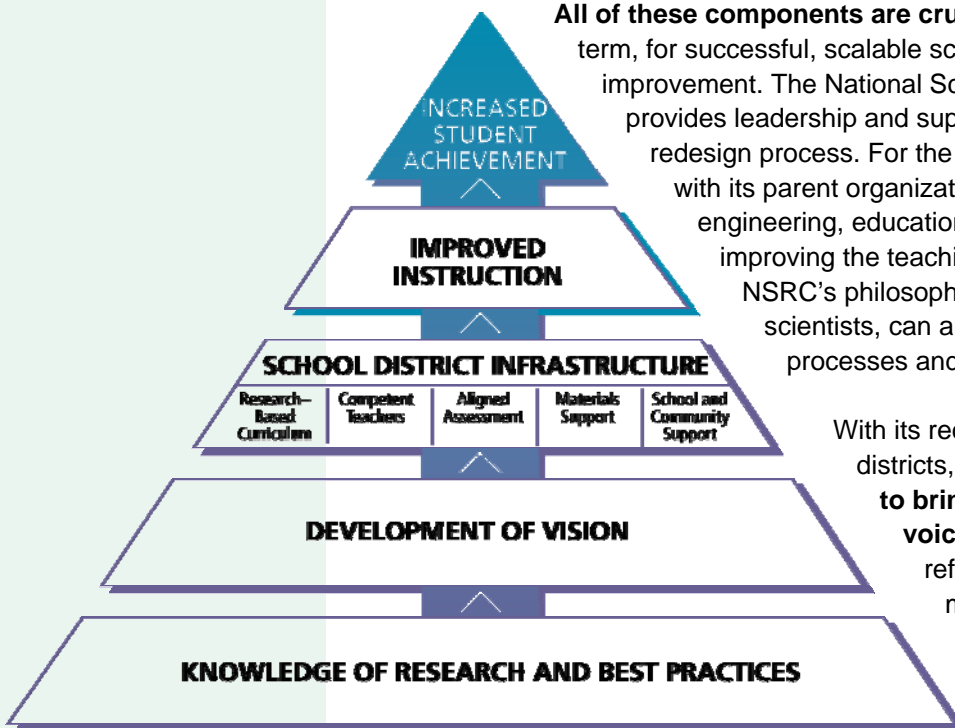 All of these components are cru
term, for successful, scalable sc
improvement. The National Sc
provides leadership and sup
redesign process. For the
with its parent organizat
engineering, education
improving the teachi
NSRC’s philosoph
scientists, can a
processes and
With its rec
districts,
to brin
voic
ref
INCREASED
STUDENT
ACHIEVEMENT
IMPROVED
INSTRUCTION
SCHOOL DISTRICT INFRASTRUCTURE
Research–
Based
Curriculum
Competent
Teachers
Aligned
Assessment
Materials
Support
School and
Community
Support
DEVELOPMENT OF VISION
KNOWLEDGE OF RESEARCH AND BEST PRACTICES